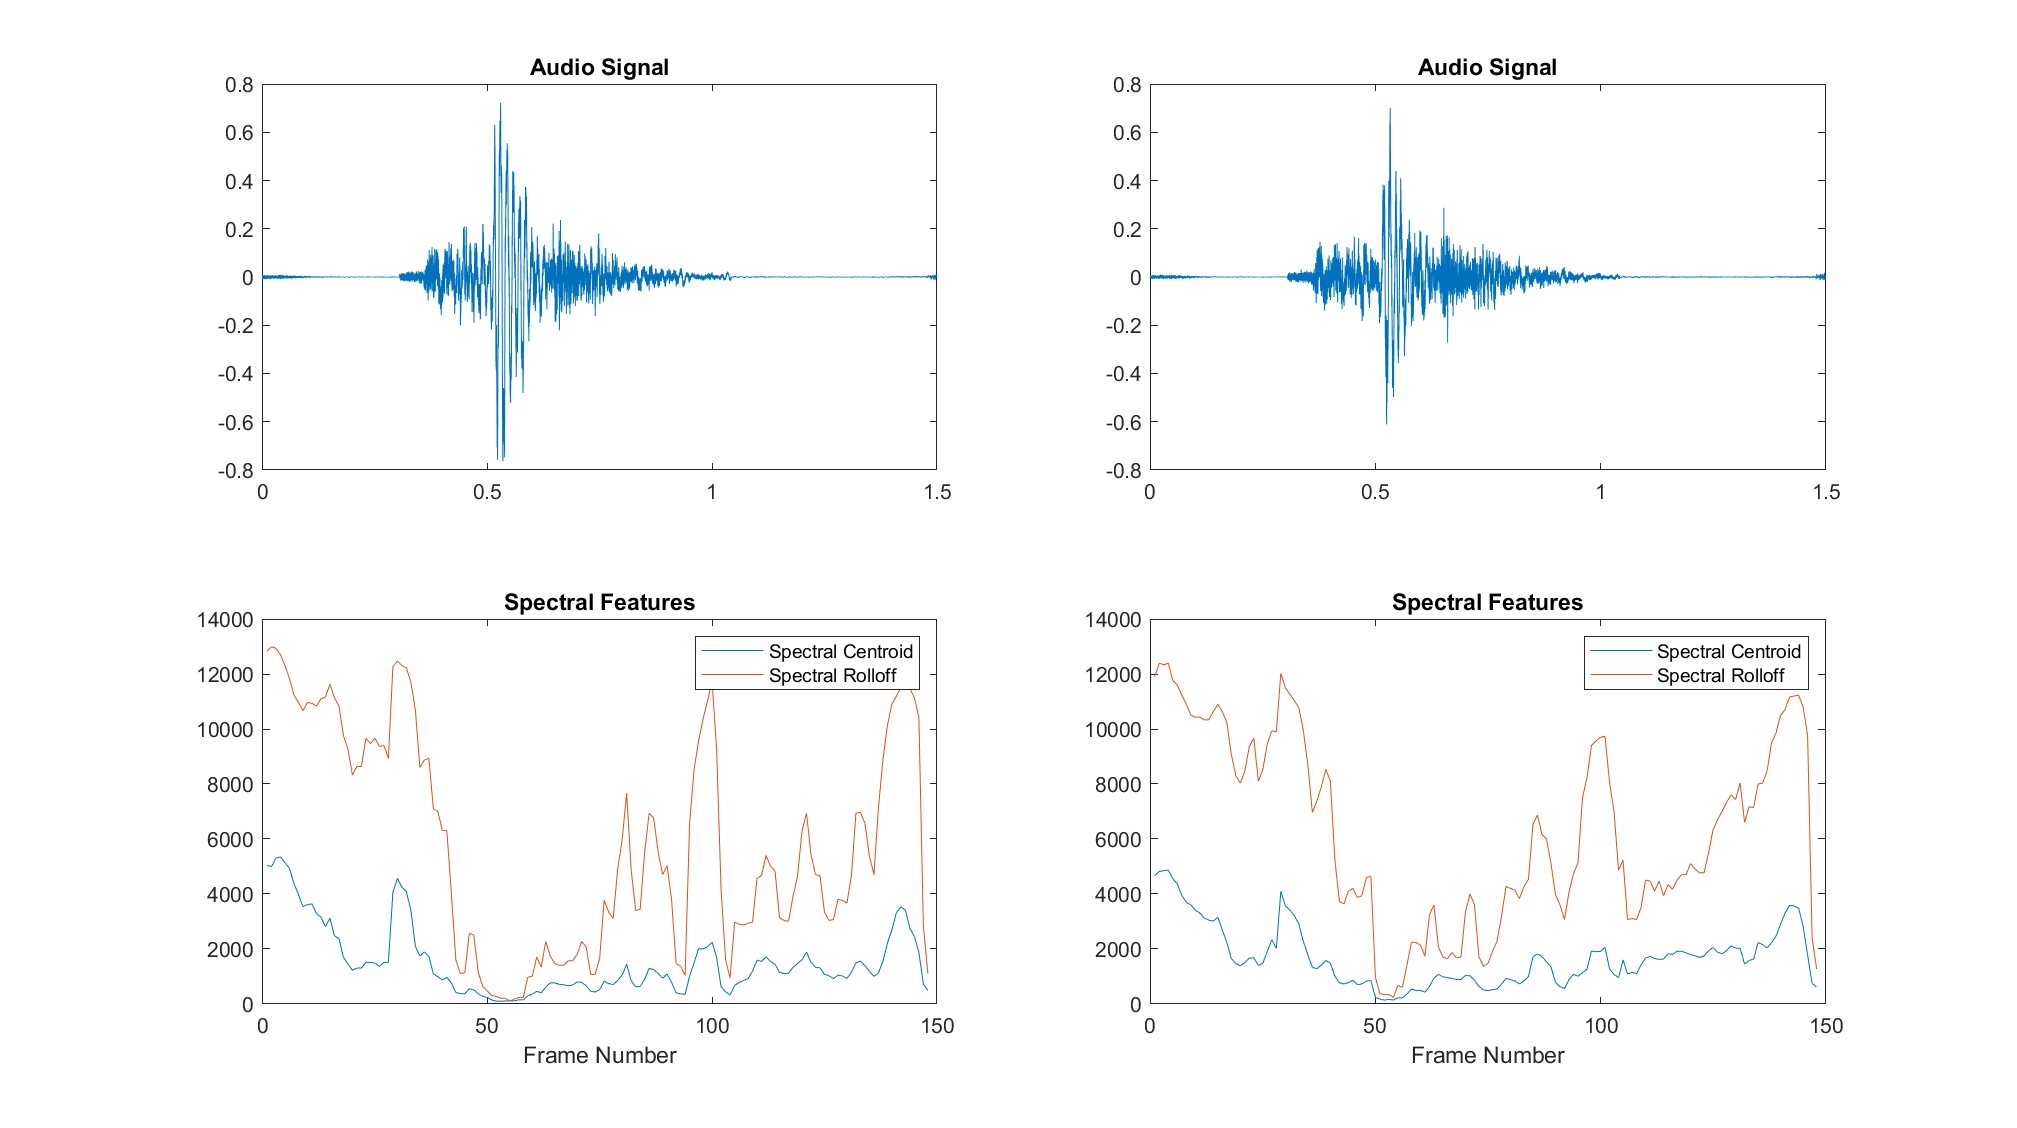 Audio Signal
0.8
0.6
0.4
0.2
0
-0.2
-0.4
-0.6
-0.8
0 0.5 1 1.5
Audio Signal
0.8
0.6
0.4
0.2
0
-0.2
-0.4
-0.6
-0.8
0 0.5 1 1.5
Spectral Features
14000
12000
10000
8000
6000
4000
2000
0
Spectral Centroid
Spectral Rolloff
0 50 100 150
Frame Number
Spectral Features
14000
12000
10000
8000
6000
4000
2000
0
Spectral Centroid
Spectral Rolloff
0 50 100 150
Frame Number